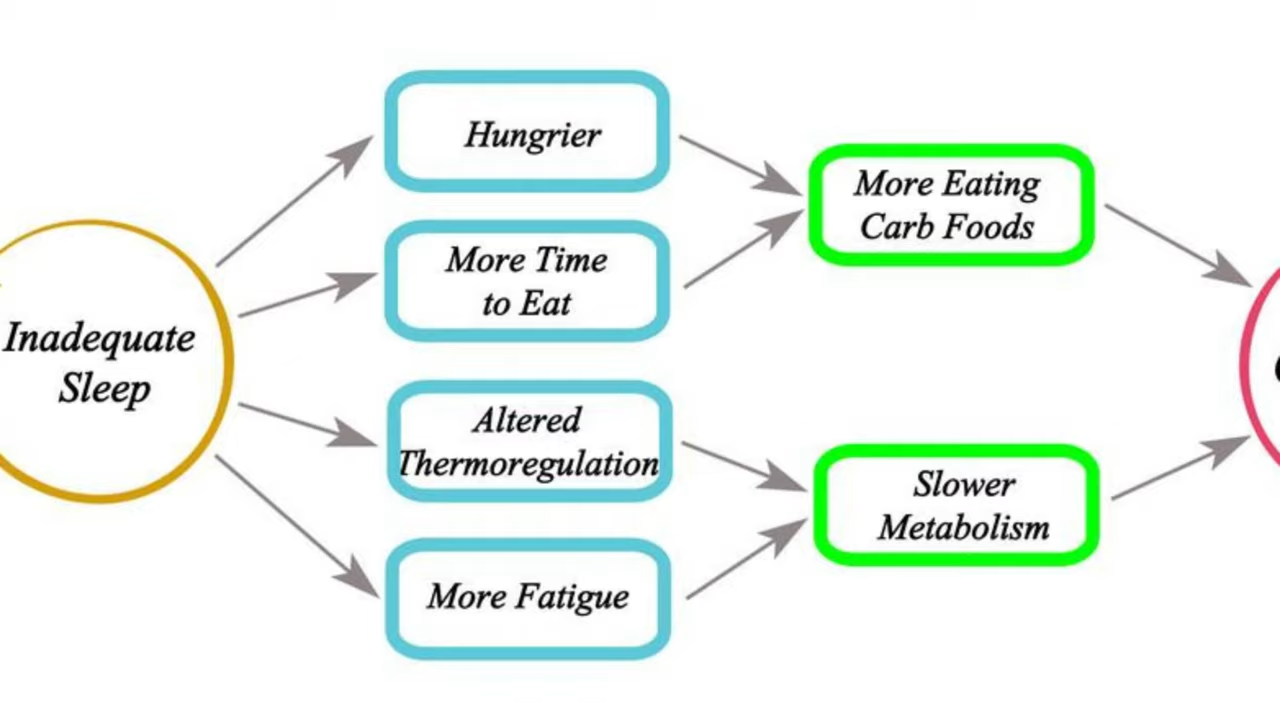 Inadequate
Sleep
Hungrier
More Time
to Eat
Altered
Thermoregulation
More Fatigue
More Eating
Carb Foods
Slower
Metabolism